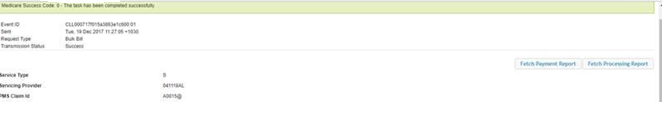 Medicare Success Code: 0 - The task has been completed successfully.
Event ID
Sent Tue, 19 Dec 2017 11:27:05 +1030
Request Type Bulk Bill
Transmission Status Success
Fetch Payment Report Fetch Processing Report
Service Type S
Servicing Provider 041119AL
PMS Claim Id A0015@